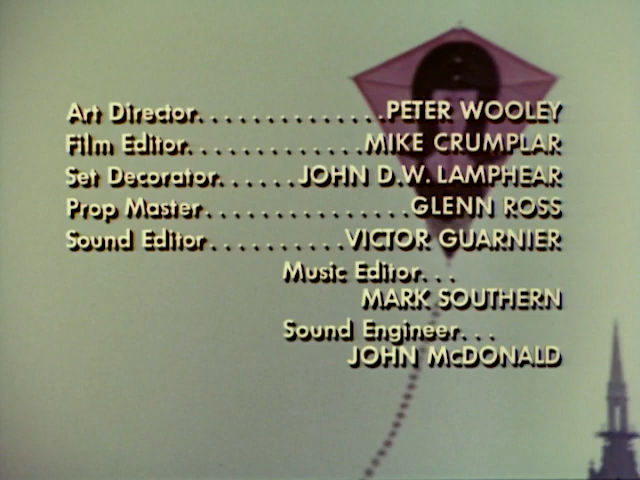 Art Director..............PETER WOOLEY
Film Editor.............MIKE CRUMPLAR
Set Decorator......JOHN D.W. LAMPHEAR
Prop Master...............GLENN ROSS
Sound Editor..........VICTOR GUARNIER
Music Editor...
MARK SOUTHERN
Sound Engineer...
JOHN McDONALD